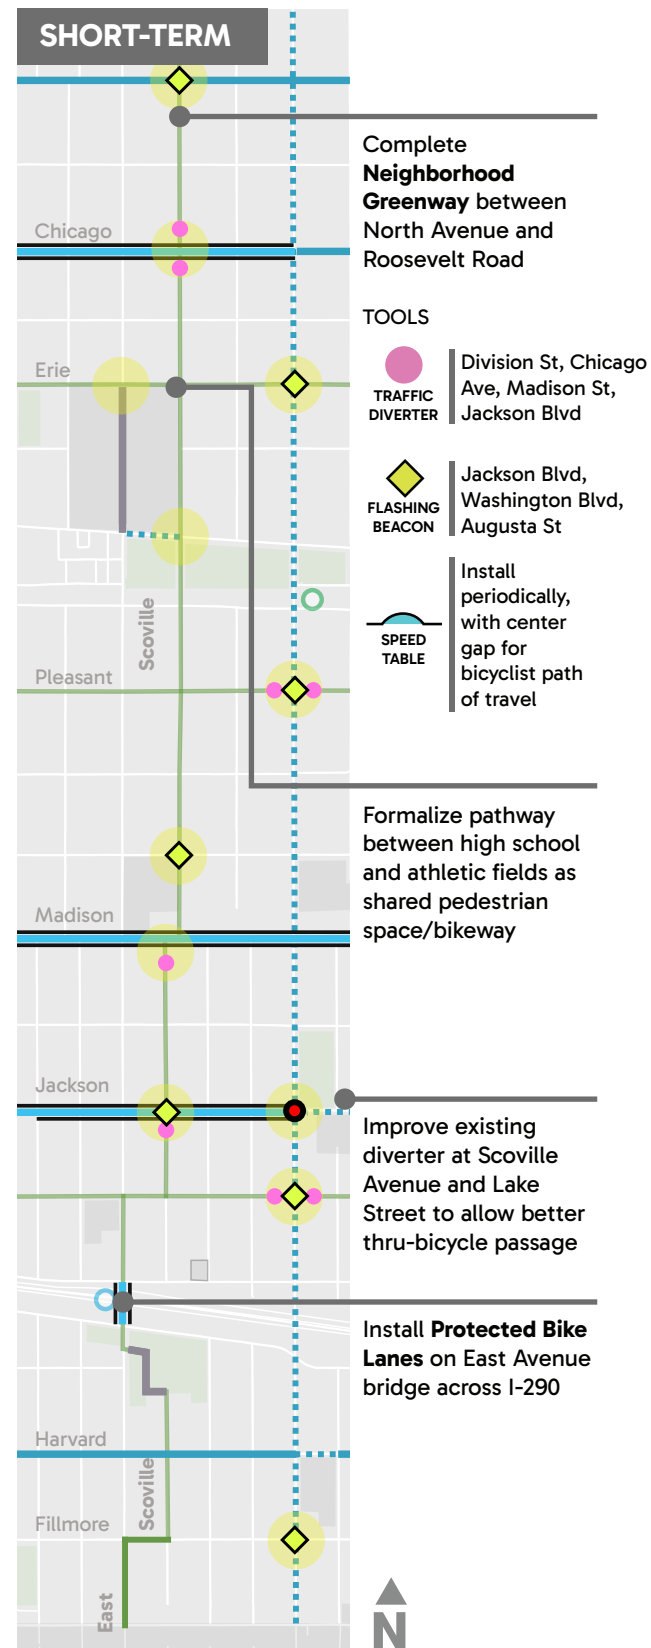 SHORT-TERM
Complete
Neighborhood
Greenway between
North Avenue and
Roosevelt Road
Chicago
TOOLS
Erie
TRAFFIC
DIVERTER
Division St, Chicago
Ave, Madison St,
Jackson Blvd
FLASHING
BEACON
Jackson Blvd,
Washington Blvd,
Augusta St
SPEED
TABLE
Install
periodically,
with center
gap for
bicyclist path
of travel
Scoville
Pleasant
Formalize pathway
between high school
and athletic fields as
shared pedestrian
space/bikeway
Madison
Jackson
Improve existing
diverter at Scoville
Avenue and Lake
Street to allow better
thru-bicycle passage
Install Protected Bike
Lanes on East Avenue
bridge across I-290
Harvard
Scoville
Fillmore
East
N